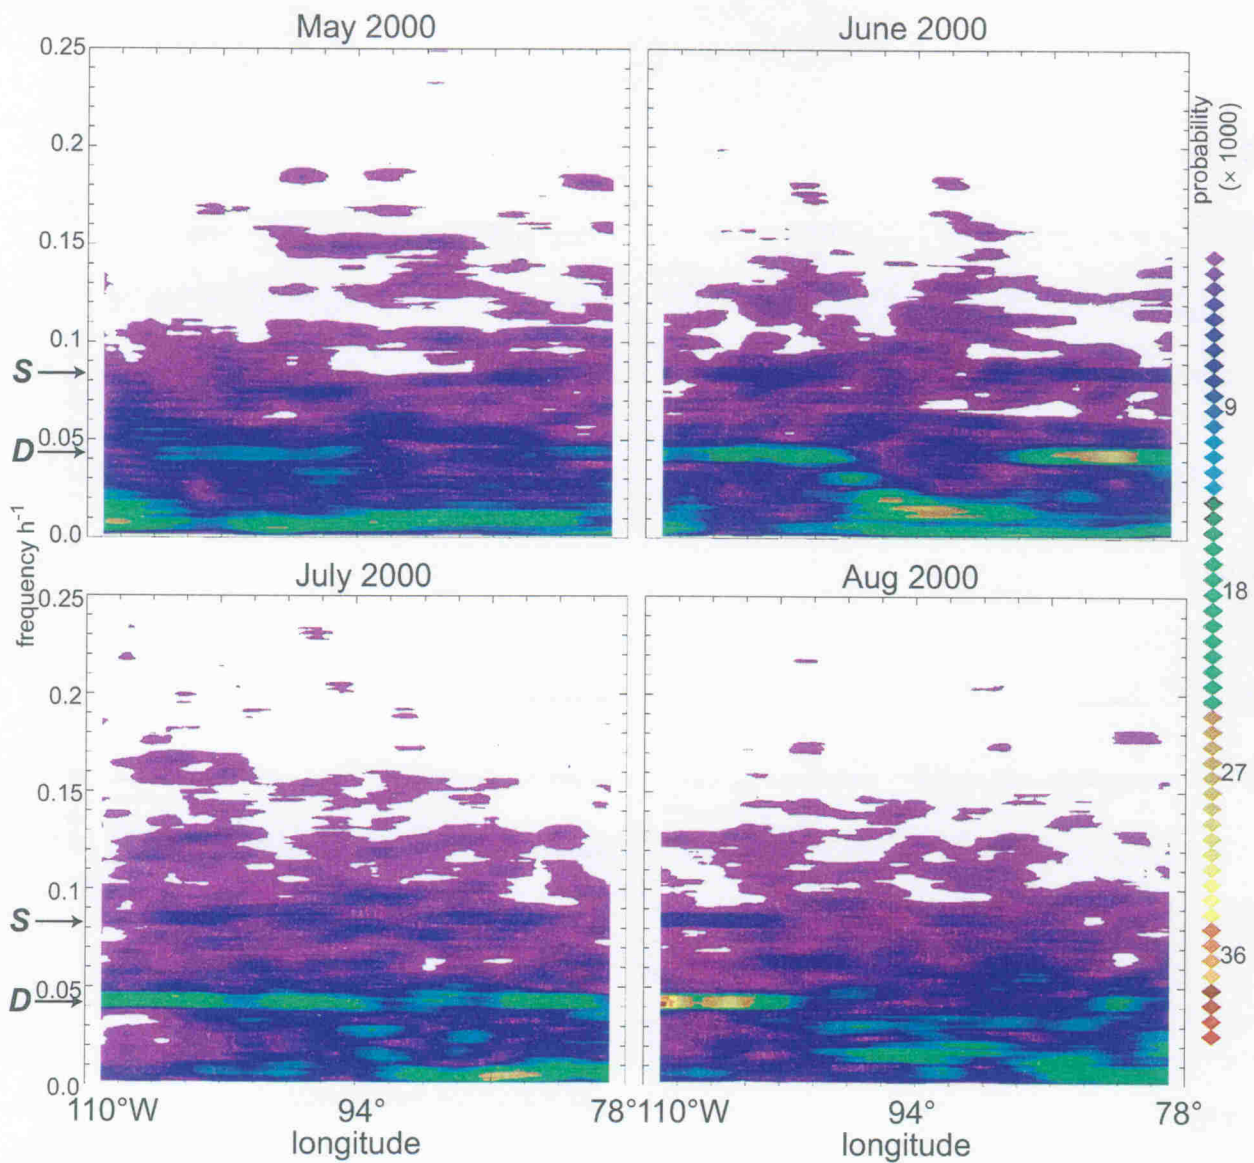 May 2000
June 2000
0.25
0.2
0.15
0.1
0.05
0.0
S
D
probability
(× 1000)
9
18
27
36
frequency h⁻¹
July 2000
Aug 2000
0.25
0.2
0.15
0.1
0.05
0.0
S
D
110°W
94°
78°
110°W
94°
78°
longitude
longitude